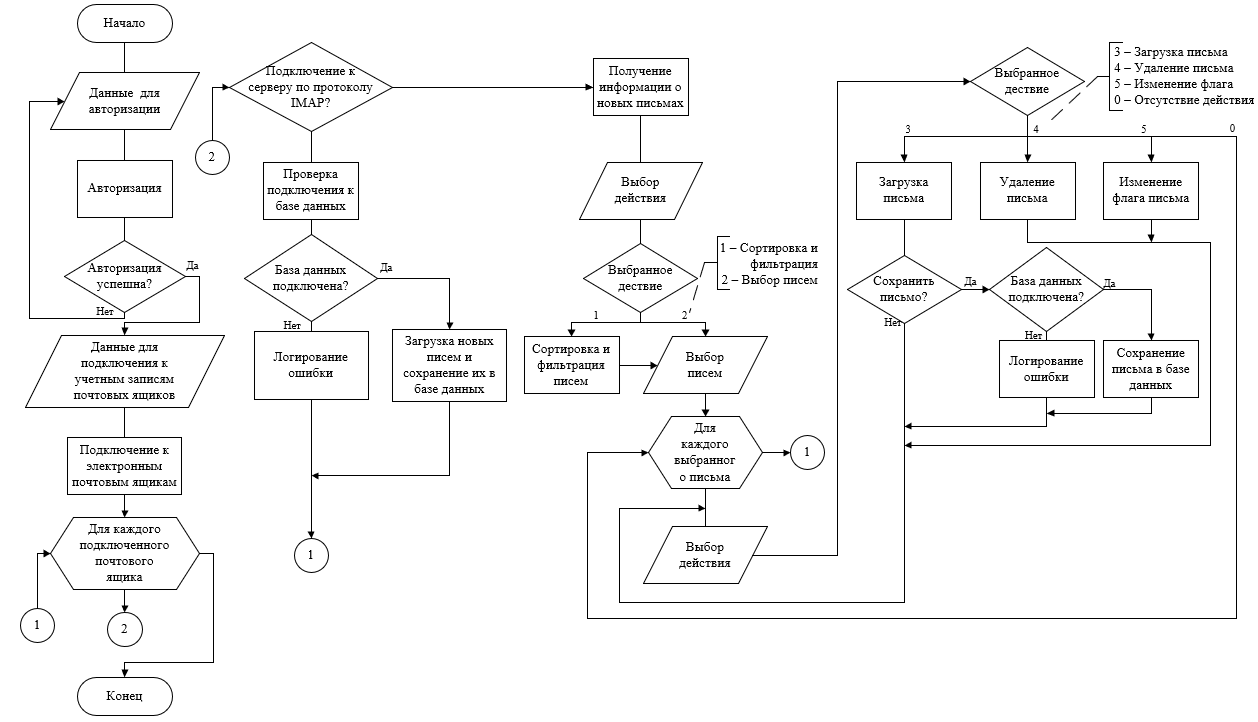 Начало
Данные для
авторизации
Авторизация
Авторизация
успешна?
Да
Нет
Данные для
подключения к
учетным записям
почтовых ящиков
Подключение к
электронным
почтовым ящикам
Для каждого
подключенного
почтового
ящика
1
2
Конец
Подключение к
серверу по протоколу
IMAP?
2
Проверка
подключения к
базе данных
База данных
подключена?
Да
Нет
Логирование
ошибки
Загрузка новых
писем и
сохранение их в
базе данных
1
Получение
информации о
новых письмах
Выбор
действия
Выбранное
дествие
1 – Сортировка и
фильтрация
2 – Выбор писем
1
2
Сортировка и
фильтрация
писем
Выбор
писем
Для
каждого
выбранног
о письма
1
Выбор
действия
Выбранное
дествие
3 – Загрузка письма
4 – Удаление письма
5 – Изменение флага
0 – Отсутствие действия
3
4
5
0
Загрузка
письма
Удаление
письма
Изменение
флага письма
Сохранить
письмо?
Да
Нет
База данных
подключена?
Да
Нет
Логирование
ошибки
Сохранение
письма в базе
данных